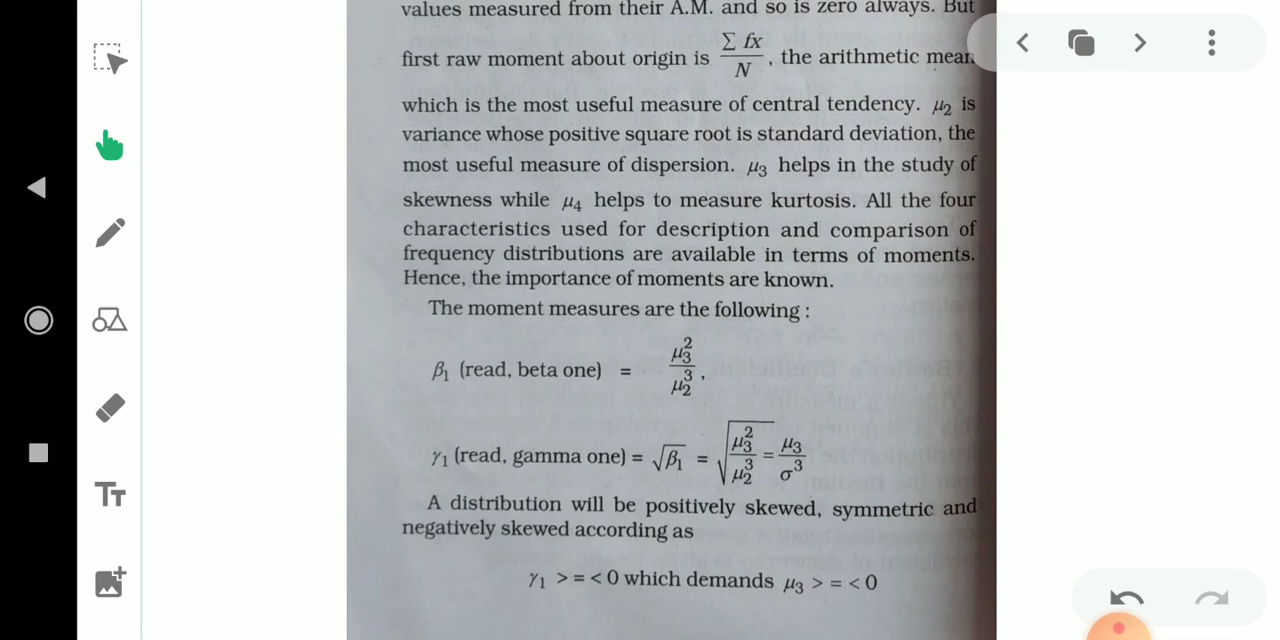 values measured from their A.M. and so is zero always. But
first raw moment about origin is ∑ fx / N , the arithmetic mean
which is the most useful measure of central tendency. μ₂ is
variance whose positive square root is standard deviation, the
most useful measure of dispersion. μ₃ helps in the study of
skewness while μ₄ helps to measure kurtosis. All the four
characteristics used for description and comparison of
frequency distributions are available in terms of moments.
Hence, the importance of moments are known.
The moment measures are the following :
β₁ (read, beta one) = μ₃² / μ₂³ ,
γ₁ (read, gamma one) = √β₁ = √(μ₃² / μ₂³) = μ₃ / σ³
A distribution will be positively skewed, symmetric and
negatively skewed according as
γ₁ > = < 0 which demands μ₃ > = < 0
Tт